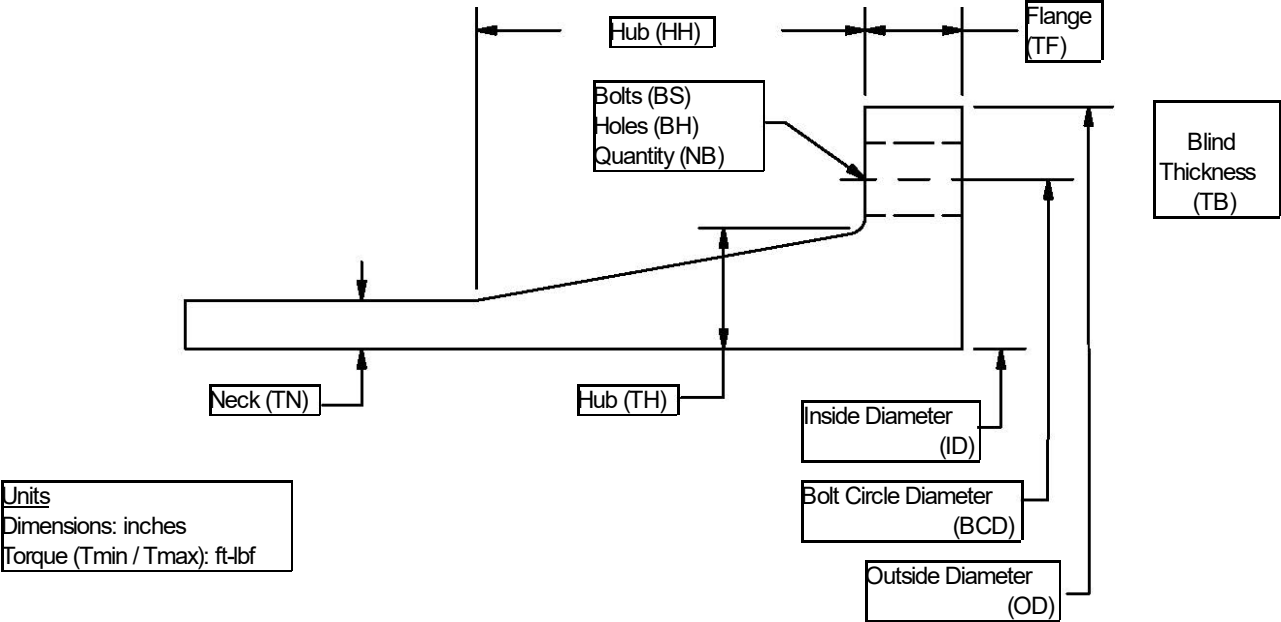 Hub (HH)
Flange
(TF)
Bolts (BS)
Holes (BH)
Quantity (NB)
Blind
Thickness
(TB)
Neck (TN)
Hub (TH)
Inside Diameter
(ID)
Units
Dimensions: inches
Torque (Tmin / Tmax): ft-lbf
Bolt Circle Diameter
(BCD)
Outside Diameter
(OD)